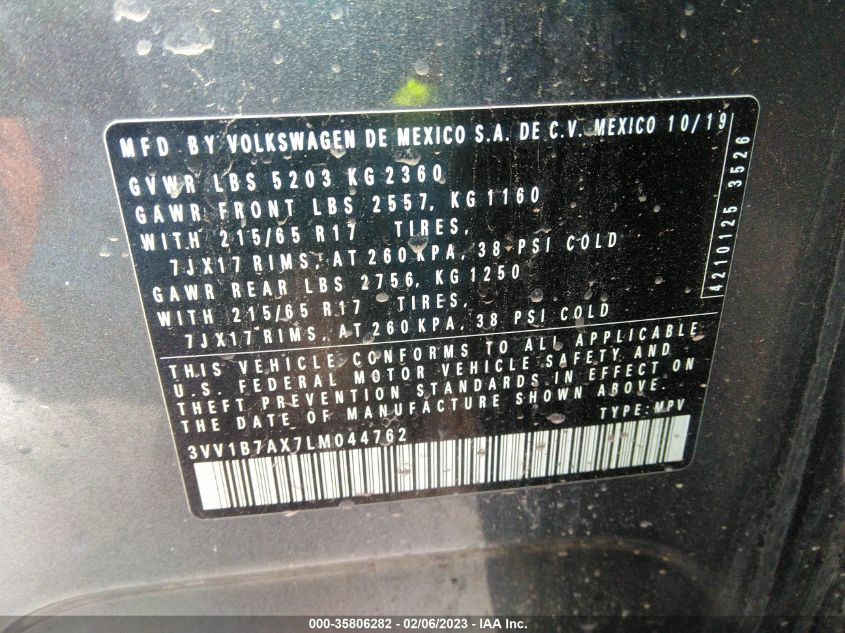 MFD BY VOLKSWAGEN DE MEXICO S.A. DE C.V. MEXICO 10/19
GVWR LBS 5203 KG 2360
GAWR FRONT LBS 2557, KG 1160
WITH 215/65 R17 TIRES,
7JX17 RIMS, AT 260 KPA, 38 PSI COLD
GAWR REAR LBS 2756, KG 1250
WITH 215/65 R17 TIRES,
7JX17 RIMS, AT 260 KPA, 38 PSI COLD
4210125 3526
THIS VEHICLE CONFORMS TO ALL APPLICABLE
U.S. FEDERAL MOTOR VEHICLE SAFETY AND
THEFT PREVENTION STANDARDS IN EFFECT ON
THE DATE OF MANUFACTURE SHOWN ABOVE.
TYPE: MPV
3VV1B7AX7LM044762
000-35806282 - 02/06/2023 - IAA Inc.